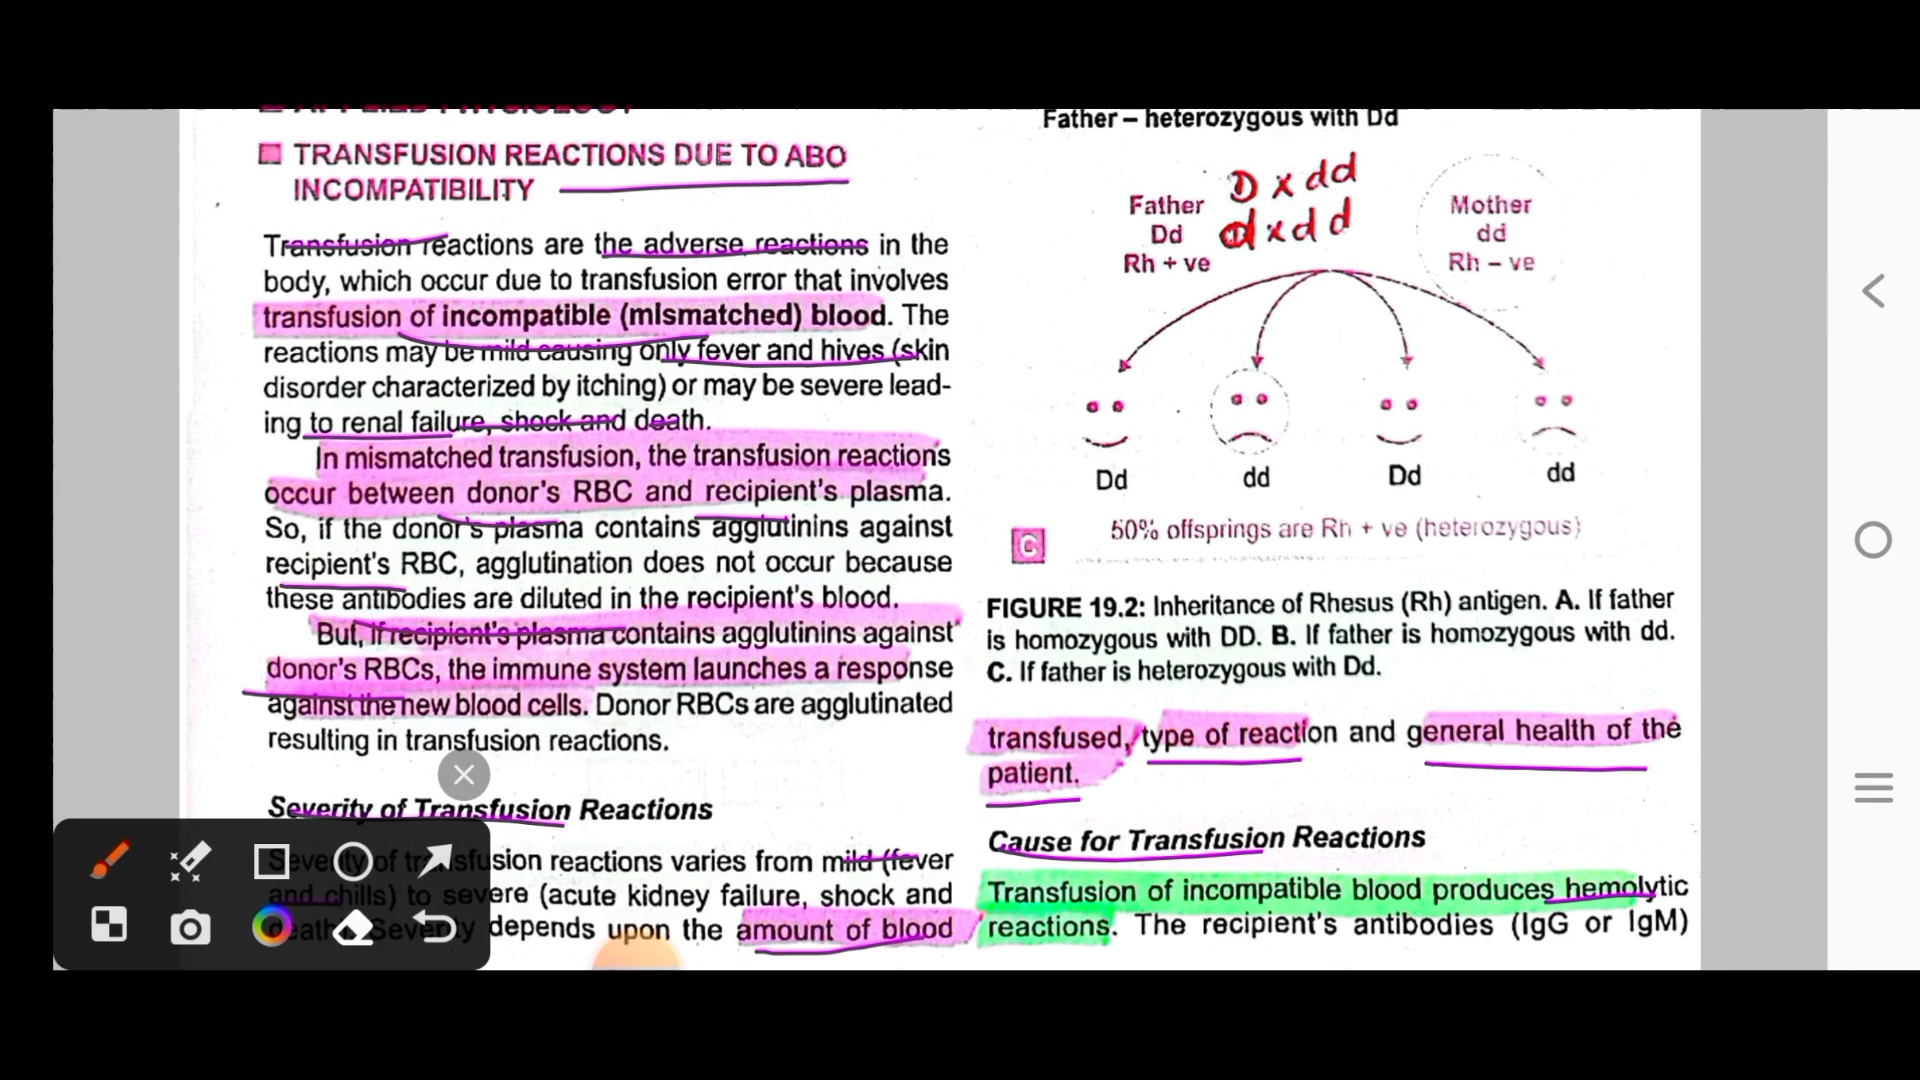 APPLIED PHYSIOLOGY
TRANSFUSION REACTIONS DUE TO ABO
INCOMPATIBILITY
Transfusion reactions are the adverse reactions in the
body, which occur due to transfusion error that involves
transfusion of incompatible (mismatched) blood. The
reactions may be mild causing only fever and hives (skin
disorder characterized by itching) or may be severe lead-
ing to renal failure, shock and death.
In mismatched transfusion, the transfusion reactions
occur between donor's RBC and recipient's plasma.
So, if the donor's plasma contains agglutinins against
recipient's RBC, agglutination does not occur because
these antibodies are diluted in the recipient's blood.
But, if recipient's plasma contains agglutinins against
donor's RBCs, the immune system launches a response
against the new blood cells. Donor RBCs are agglutinated
resulting in transfusion reactions.
Severity of Transfusion Reactions
Severity of transfusion reactions varies from mild (fever
and chills) to severe (acute kidney failure, shock and
death). Severity depends upon the amount of blood
Father – heterozygous with Dd
D x dd
d x d d
Father
Dd
Rh + ve
Mother
dd
Rh – ve
Dd dd Dd dd
C 50% offsprings are Rh + ve (heterozygous)
FIGURE 19.2: Inheritance of Rhesus (Rh) antigen. A. If father
is homozygous with DD. B. If father is homozygous with dd.
C. If father is heterozygous with Dd.
transfused, type of reaction and general health of the
patient.
Cause for Transfusion Reactions
Transfusion of incompatible blood produces hemolytic
reactions. The recipient's antibodies (IgG or IgM)